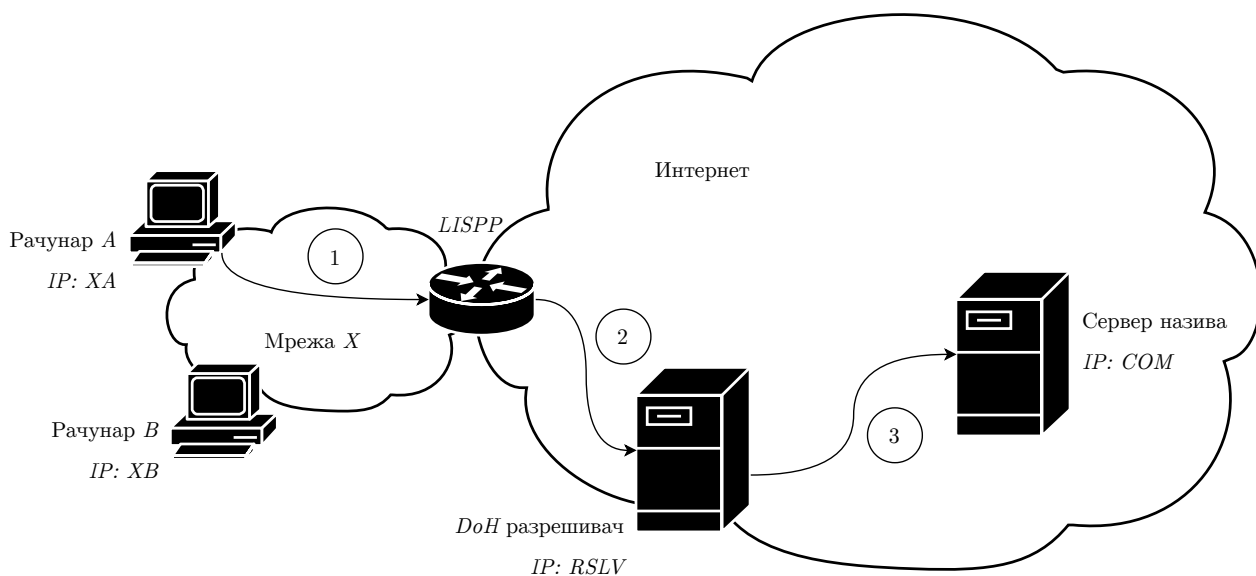 Интернет
LISPP
Рачунар A
IP: XA
1
Мрежа X
2
Сервер назива
IP: COM
Рачунар B
IP: XB
3
DoH разрешивач
IP: RSLV